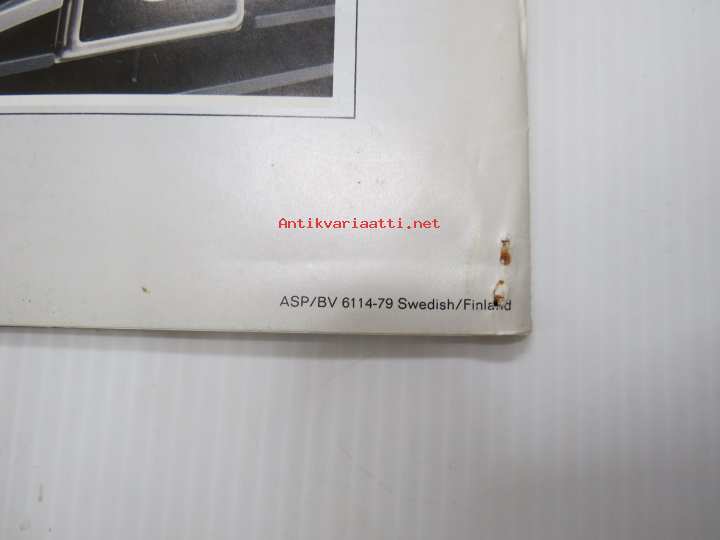 Antikvariaatti.net
ASP/BV 6114-79 Swedish/Finland